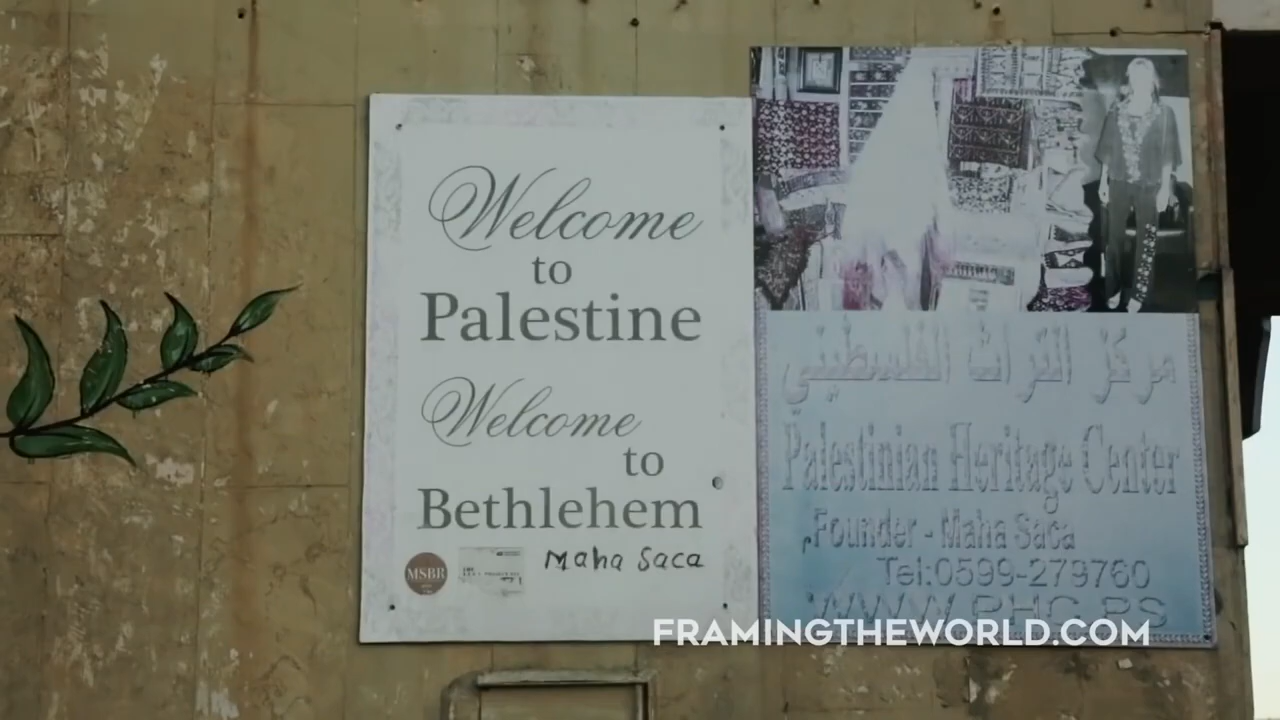 Welcome
to
Palestine
Welcome
to
Bethlehem
MSBR
Maha Saca
مركز التراث الفلسطيني
Palestinian Heritage Center
Founder - Maha Saca
Tel:0599-279760
WWW.PHC.PS
FRAMINGTHEWORLD.COM